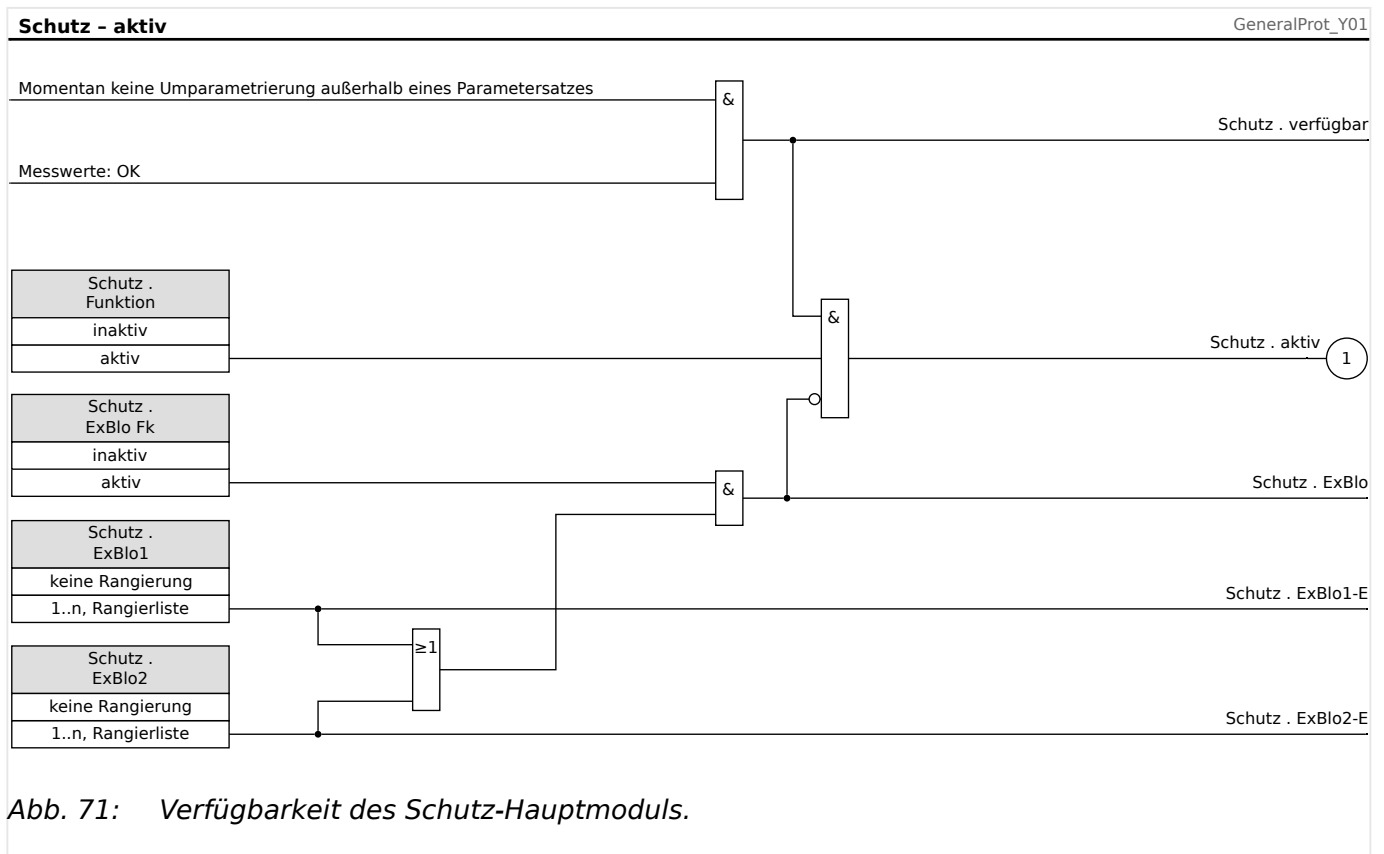 Schutz – aktiv
GeneralProt_Y01
Momentan keine Umparametrierung außerhalb eines Parametersatzes
&
Schutz . verfügbar
Messwerte: OK
Schutz .
Funktion
inaktiv
aktiv
&
Schutz . aktiv
1
Schutz .
ExBlo Fk
inaktiv
aktiv
&
Schutz . ExBlo
Schutz .
ExBlo1
keine Rangierung
1..n, Rangierliste
Schutz . ExBlo1-E
≥1
Schutz .
ExBlo2
keine Rangierung
1..n, Rangierliste
Schutz . ExBlo2-E
Abb. 71: Verfügbarkeit des Schutz-Hauptmoduls.